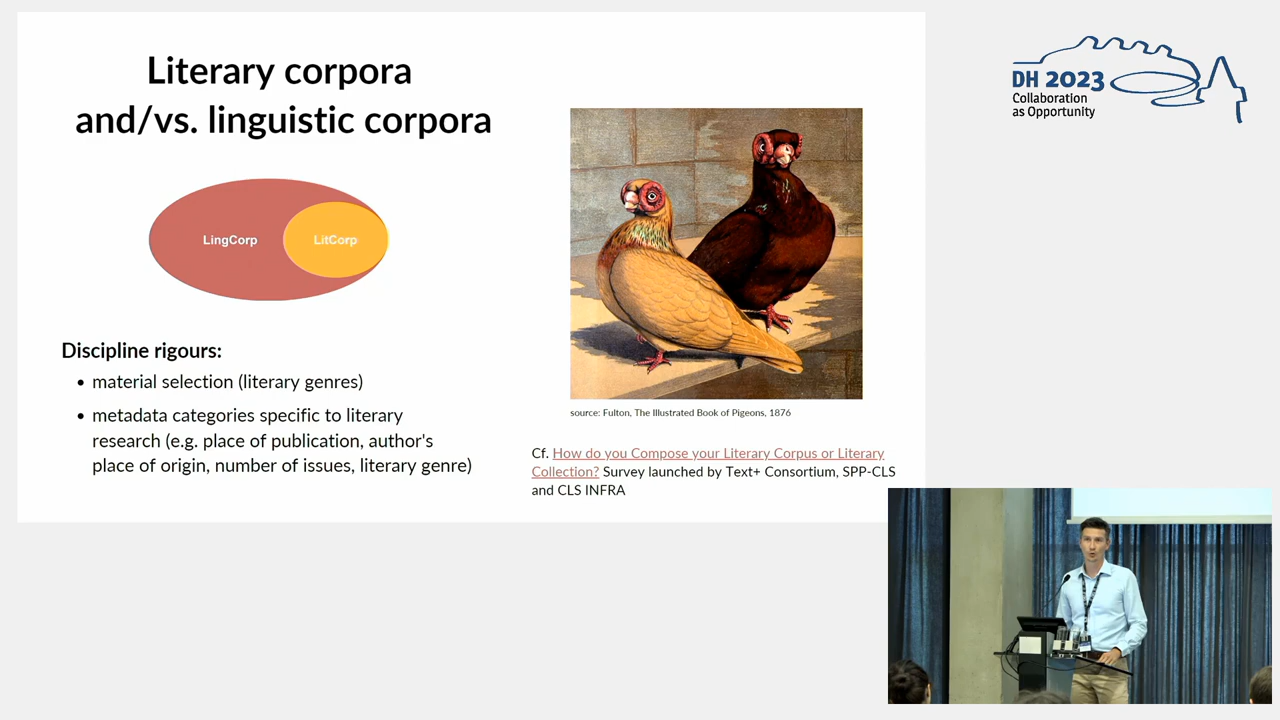 Literary corpora
and/vs. linguistic corpora
LingCorp
LitCorp
Discipline rigours:
• material selection (literary genres)
• metadata categories specific to literary
research (e.g. place of publication, author's
place of origin, number of issues, literary genre)
source: Fulton, The Illustrated Book of Pigeons, 1876
Cf. How do you Compose your Literary Corpus or Literary
Collection? Survey launched by Text+ Consortium, SPP-CLS
and CLS INFRA
DH 2023
Collaboration
as Opportunity